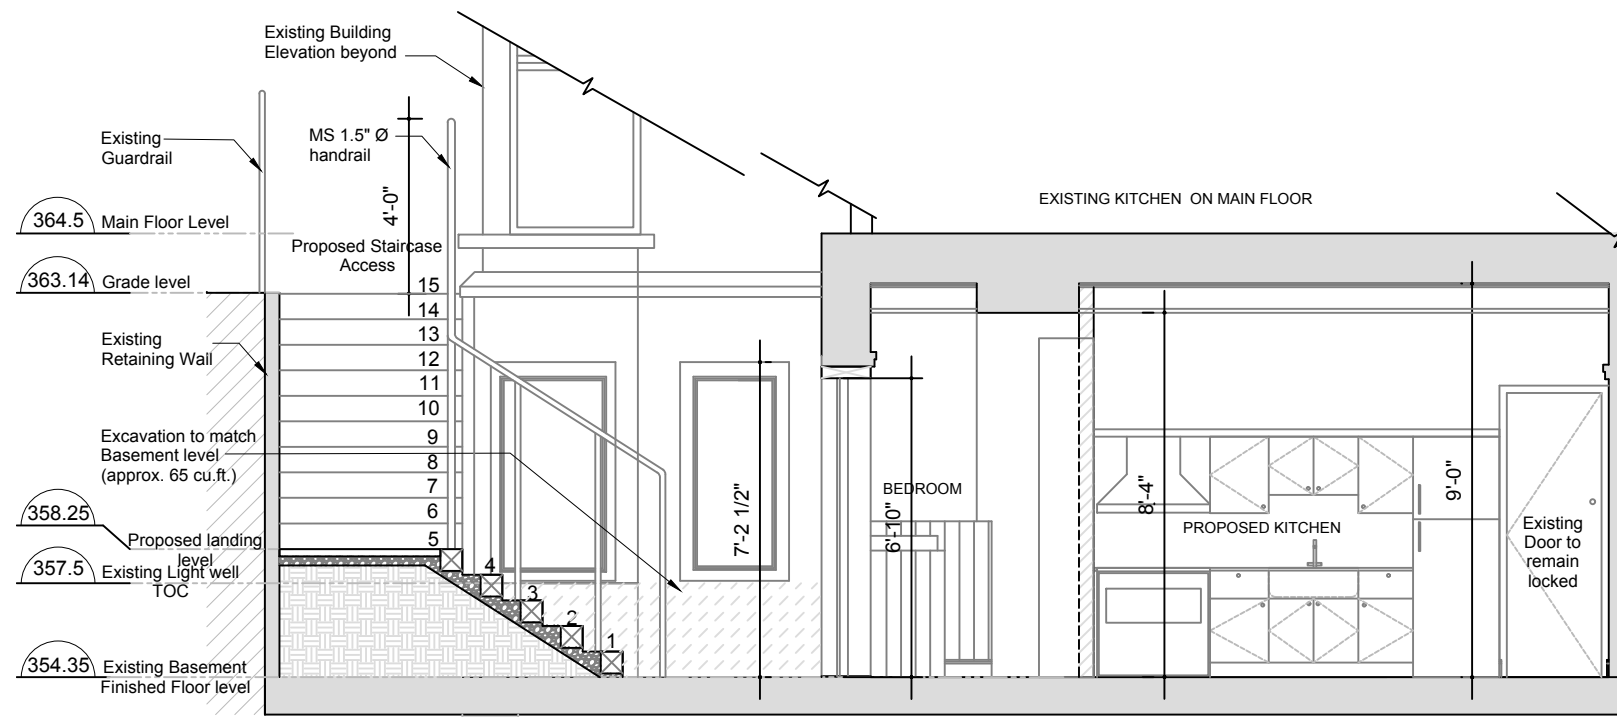 Existing Building
Elevation beyond
Existing
Guardrail
MS 1.5" Ø
handrail
4'-0"
364.5
Main Floor Level
EXISTING KITCHEN ON MAIN FLOOR
Proposed Staircase
Access
363.14
Grade level
15
14
13
12
11
10
9
8
7
6
5
4
3
2
1
Existing
Retaining Wall
Excavation to match
Basement level
(approx. 65 cu.ft.)
358.25
Proposed landing
level
357.5
Existing Light well
TOC
354.35
Existing Basement
Finished Floor level
7'-2 1/2"
BEDROOM
6'-10"
8'-4"
PROPOSED KITCHEN
9'-0"
Existing
Door to
remain
locked